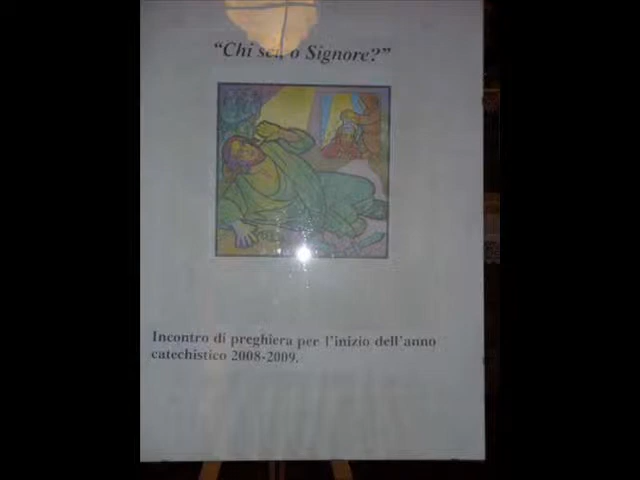 “Chi sei, o Signore?”
Incontro di preghiera per l'inizio dell'anno
catechistico 2008-2009.